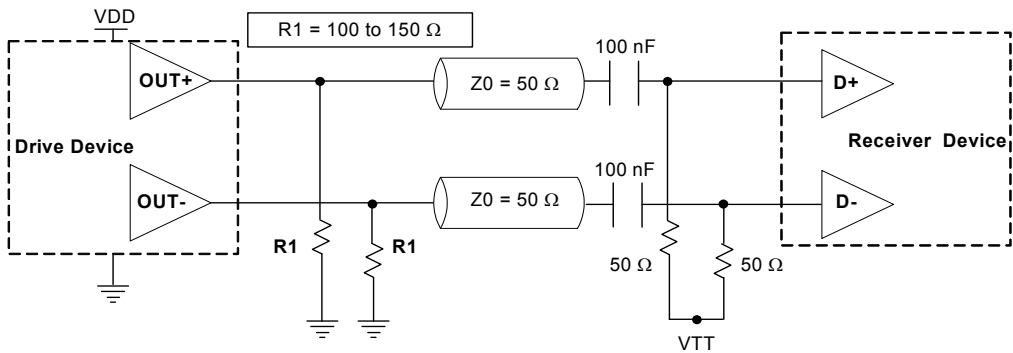 VDD
R1 = 100 to 150 Ω
100 nF
OUT+
Z0 = 50 Ω
D+
Drive Device
Receiver Device
100 nF
OUT-
Z0 = 50 Ω
D-
R1
R1
50 Ω
50 Ω
VTT